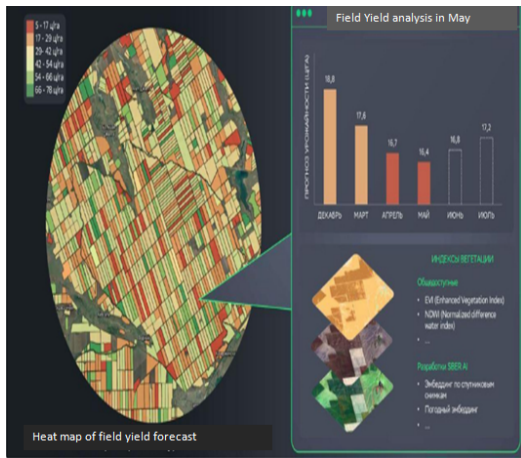 5 - 17 ц/га
17 - 29 ц/га
29- 42 ц/га
42 - 54 ц/га
54 - 66 ц/га
66 - 78 ц/га
Heat map of field yield forecast
Field Yield analysis in May
ПРОГНОЗ УРОЖАЙНОСТИ (Ц/ГА)
18,8
17,6
16,7
16,4
16,8
17,2
ДЕКАБРЬ МАРТ АПРЕЛЬ МАЙ ИЮНЬ ИЮЛЬ
ИНДЕКСЫ ВЕГЕТАЦИИ
Общедоступные
• EVI (Enhanced Vegetation Index)
• NDWI (Normalized difference
water index)
• ...
Разработки SBER AI
• Эмбеддинг по спутниковым
снимкам
• Погодный эмбеддинг
• ...